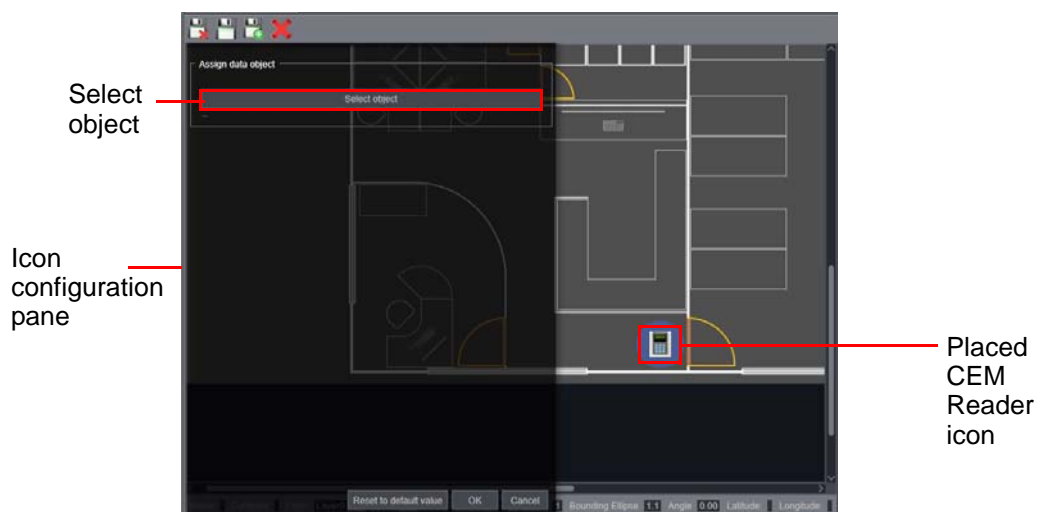 Assign data object
Select object
Select
object
Icon
configuration
pane
Placed
CEM
Reader
icon
Reset to default value OK Cancel
Bounding Ellipse 1.1 Angle 0.00 Latitude Longitude